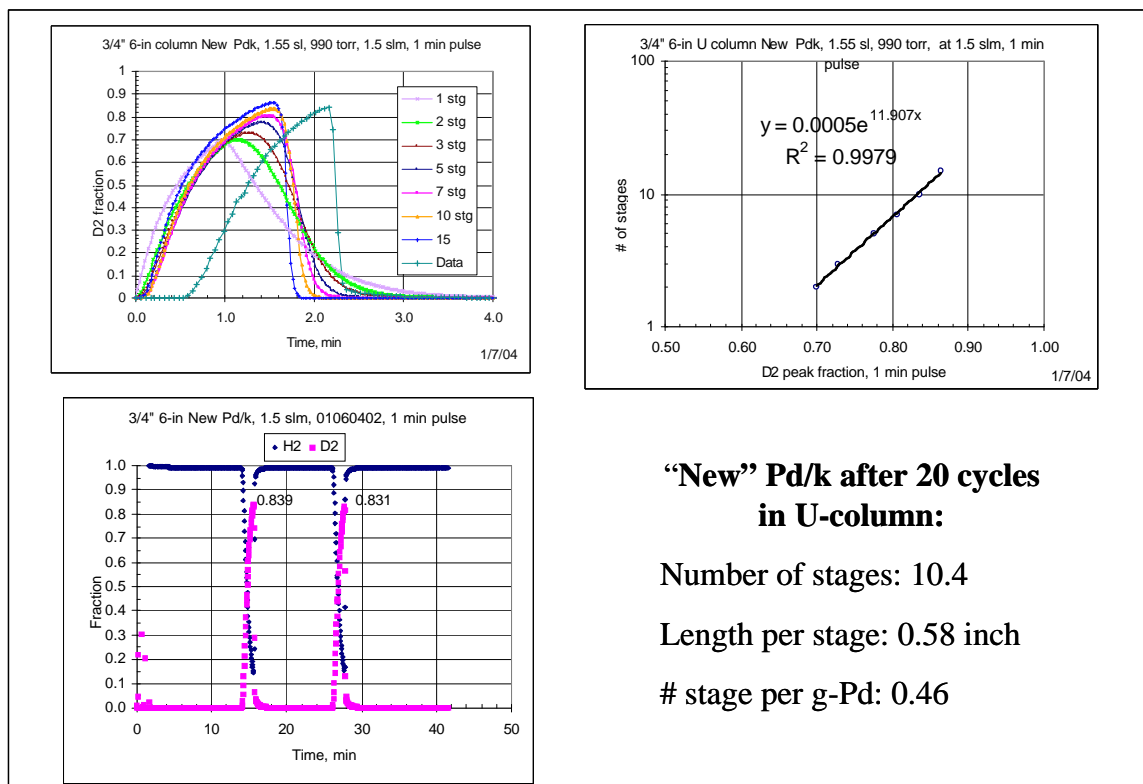 3/4" 6-in column New Pdk, 1.55 sl, 990 torr, 1.5 slm, 1 min pulse
D2 fraction
1
0.9
0.8
0.7
0.6
0.5
0.4
0.3
0.2
0.1
0
0.0 1.0 2.0 3.0 4.0
Time, min
1/7/04
1 stg
2 stg
3 stg
5 stg
7 stg
10 stg
15
Data
3/4" 6-in U column New Pdk, 1.55 sl, 990 torr, at 1.5 slm, 1 min
pulse
# of stages
100
10
1
y = 0.0005e^11.907x
R^2 = 0.9979
0.50 0.60 0.70 0.80 0.90 1.00
D2 peak fraction, 1 min pulse
1/7/04
3/4" 6-in New Pd/k, 1.5 slm, 01060402, 1 min pulse
H2 D2
Fraction
1.0
0.9
0.8
0.7
0.6
0.5
0.4
0.3
0.2
0.1
0.0
0.839 0.831
0 10 20 30 40 50
Time, min
“New” Pd/k after 20 cycles
in U-column:
Number of stages: 10.4
Length per stage: 0.58 inch
# stage per g-Pd: 0.46